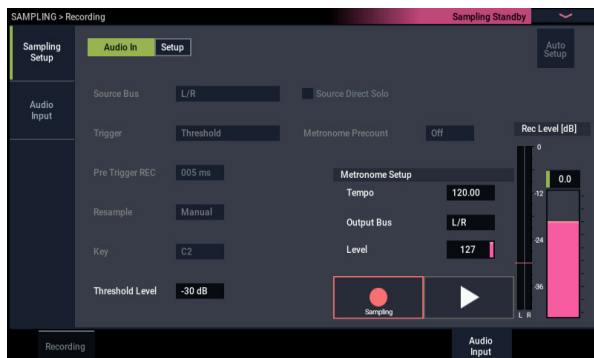 SAMPLING > Recording
Sampling Standby
Sampling
Setup
Audio In
Setup
Auto
Setup
Source Bus
L/R
Source Direct Solo
Audio
Input
Trigger
Threshold
Metronome Precount
Off
Rec Level [dB]
0
Pre Trigger REC
005 ms
Metronome Setup
0.0
Tempo
120.00
-12
Resample
Manual
Output Bus
L/R
-24
Key
C2
Level
127
Threshold Level
-30 dB
-36
Sampling
L R
Recording
Audio
Input